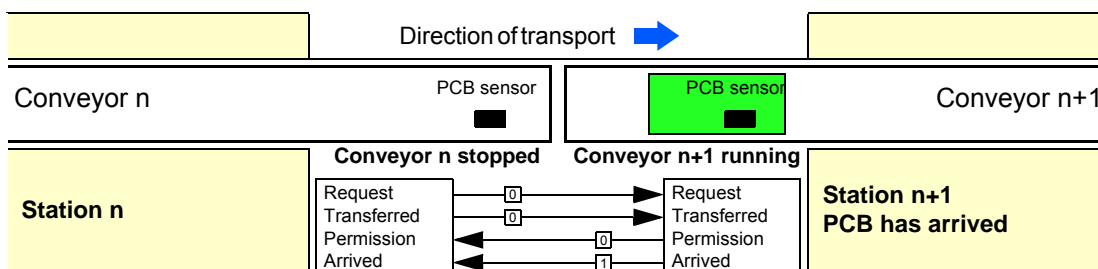 Direction of transport
Conveyor n
PCB sensor
PCB sensor
Conveyor n+1
Conveyor n stopped
Conveyor n+1 running
Station n
Request
Transferred
Permission
Arrived
0
0
0
1
Request
Transferred
Permission
Arrived
Station n+1
PCB has arrived